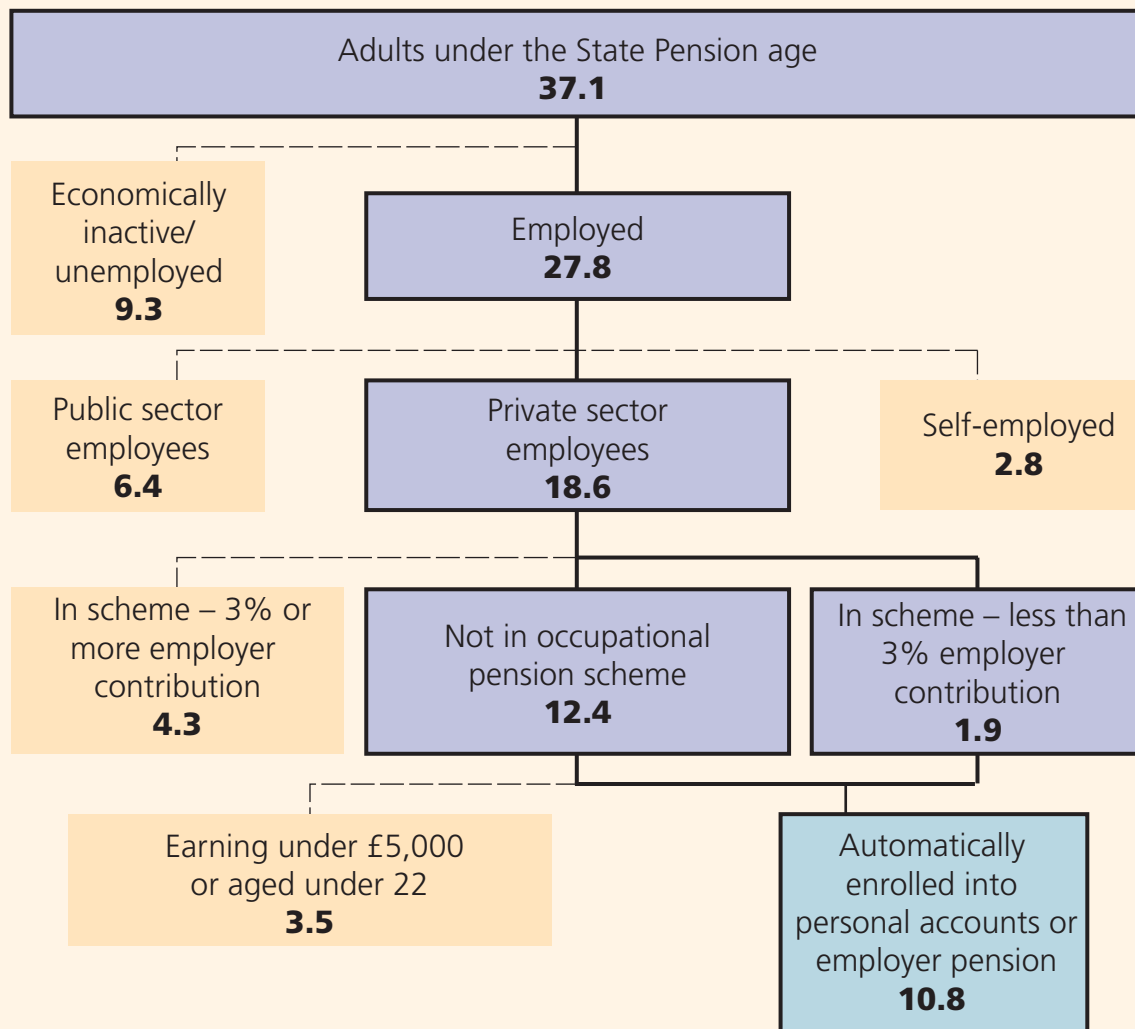 Adults under the State Pension age
37.1
Economically
inactive/
unemployed
9.3
Employed
27.8
Public sector
employees
6.4
Private sector
employees
18.6
Self-employed
2.8
In scheme – 3% or
more employer
contribution
4.3
Not in occupational
pension scheme
12.4
In scheme – less than
3% employer
contribution
1.9
Earning under £5,000
or aged under 22
3.5
Automatically
enrolled into
personal accounts or
employer pension
10.8